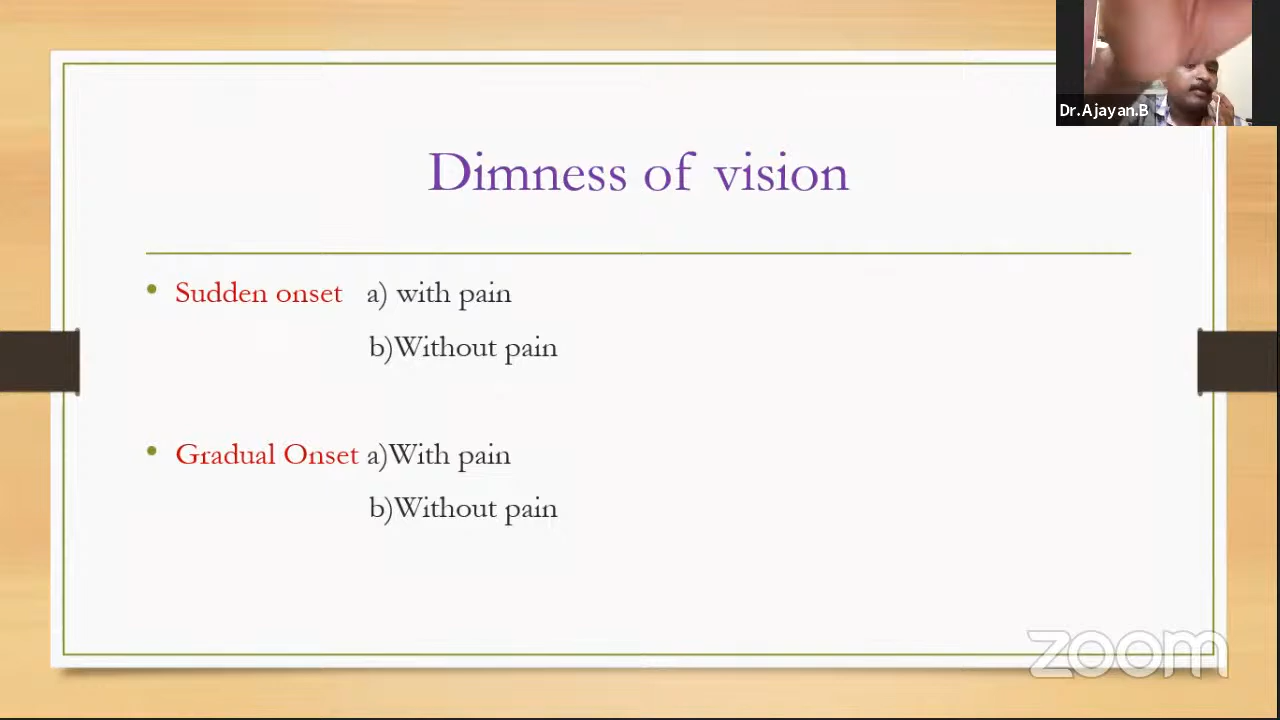 Dr.Ajayan.B
Dimness of vision
• Sudden onset a) with pain
b)Without pain
• Gradual Onset a)With pain
b)Without pain
zoom